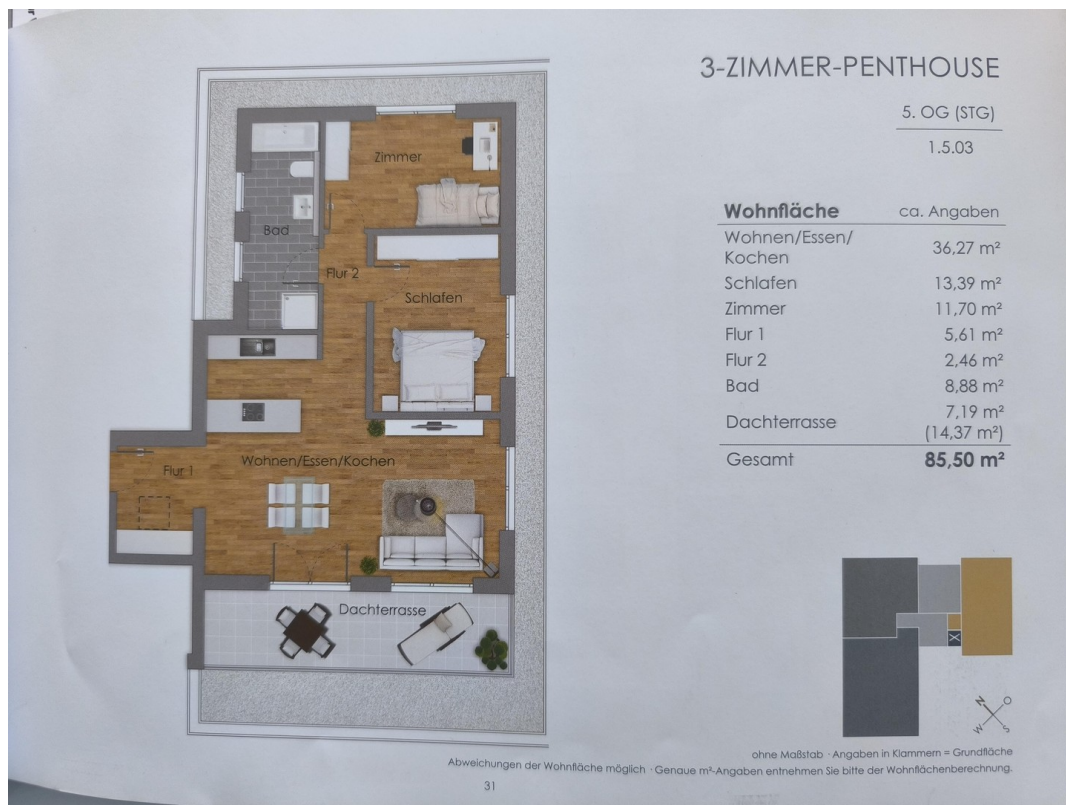 3-ZIMMER-PENTHOUSE
5. OG (STG)
1.5.03
Wohnfläche ca. Angaben
Wohnen/Essen/
Kochen 36,27 m²
Schlafen 13,39 m²
Zimmer 11,70 m²
Flur 1 5,61 m²
Flur 2 2,46 m²
Bad 8,88 m²
Dachterrasse 7,19 m²
(14,37 m²)
Gesamt 85,50 m²
Zimmer
Bad
Flur 2
Schlafen
Wohnen/Essen/Kochen
Flur 1
Dachterrasse
N
O
W
S
ohne Maßstab · Angaben in Klammern = Grundfläche
Abweichungen der Wohnfläche möglich · Genaue m²-Angaben entnehmen Sie bitte der Wohnflächenberechnung.
31